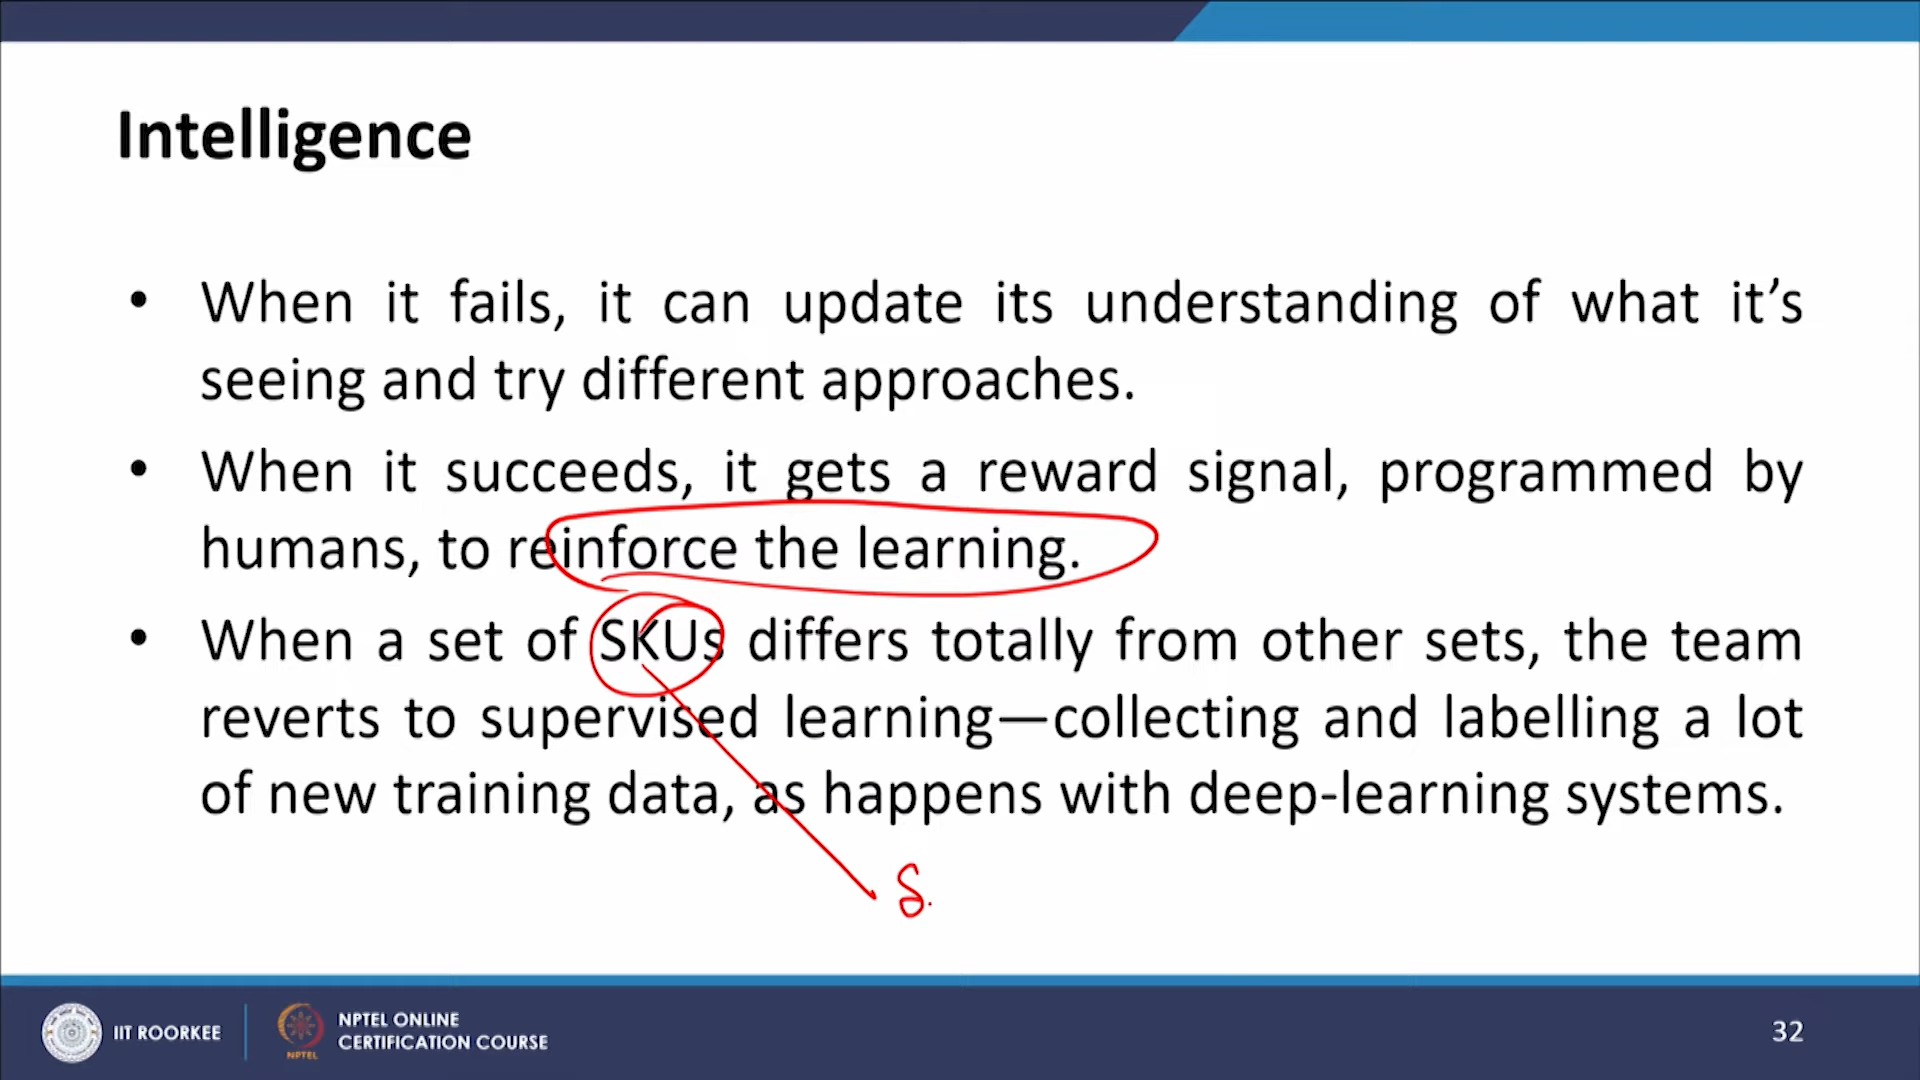 Intelligence
• When it fails, it can update its understanding of what it’s
seeing and try different approaches.
• When it succeeds, it gets a reward signal, programmed by
humans, to reinforce the learning.
• When a set of SKUs differs totally from other sets, the team
reverts to supervised learning—collecting and labelling a lot
of new training data, as happens with deep-learning systems.
S.
IIT ROORKEE
NPTEL
NPTEL ONLINE
CERTIFICATION COURSE
32